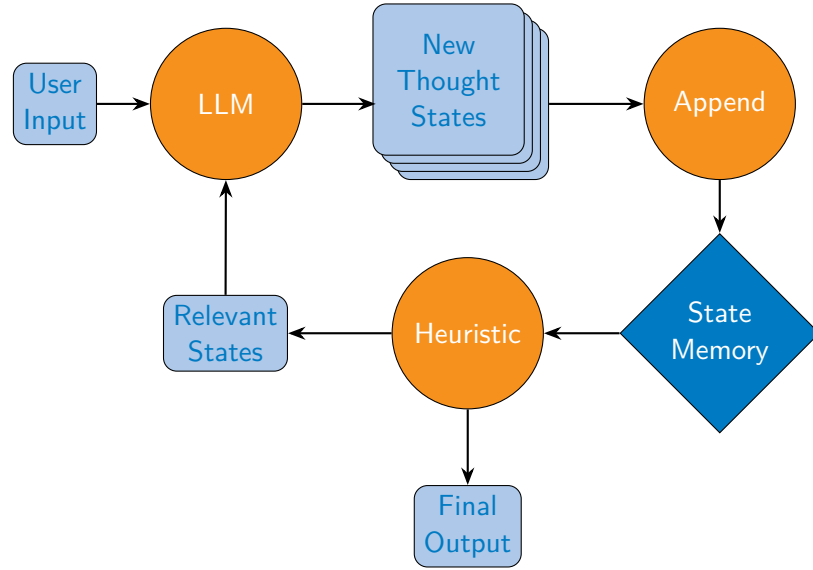 User
Input
LLM
New
Thought
States
Append
State
Memory
Heuristic
Relevant
States
Final
Output